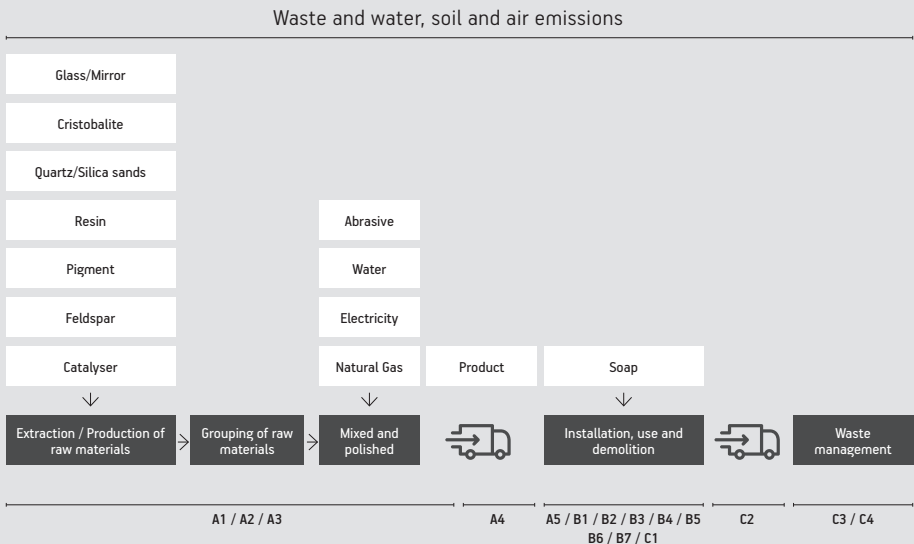 Waste and water, soil and air emissions
Glass/Mirror
Cristobalite
Quartz/Silica sands
Resin
Pigment
Feldspar
Catalyser
Abrasive
Water
Electricity
Natural Gas
Product
Soap
Extraction / Production of
raw materials
Grouping of raw
materials
Mixed and
polished
Installation, use and
demolition
Waste
management
A1 / A2 / A3
A4
A5 / B1 / B2 / B3 / B4 / B5
B6 / B7 / C1
C2
C3 / C4